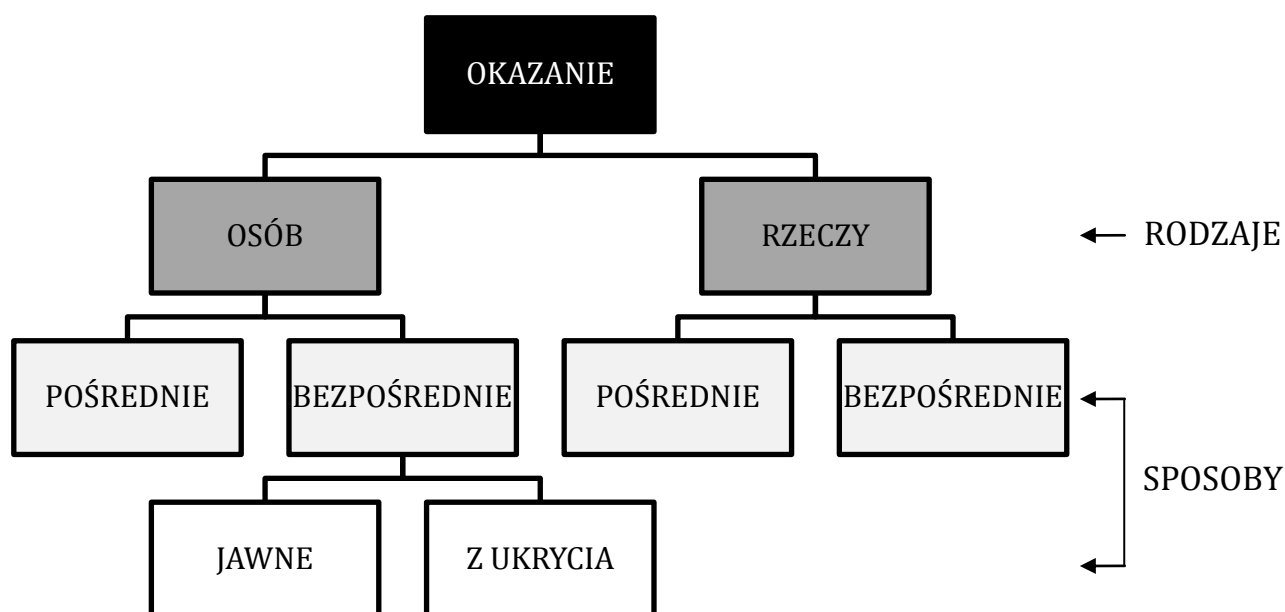 OKAZANIE
OSÓB
RZECZY
RODZAJE
POŚREDNIE
BEZPOŚREDNIE
POŚREDNIE
BEZPOŚREDNIE
SPOSOBY
JAWNE
Z UKRYCIA